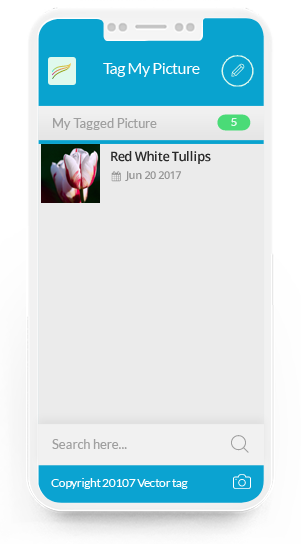 Tag My Picture
My Tagged Picture 5
Red White Tullips
Jun 20 2017
Search here...
Copyright 20107 Vector tag